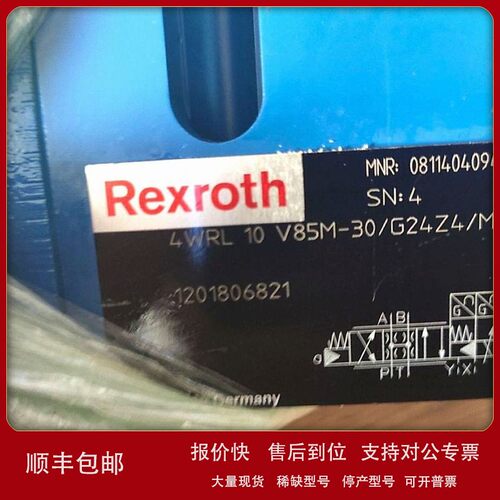 MNR: 0811404094
Rexroth
SN: 4
4WRL 10 V85M-30/G24Z4/M
1201806821
A B
G G
a
P T
Y X
Germany
顺丰包邮
报价快 售后到位 支持对公专票
大量现货 稀缺型号 停产型号 可开普票